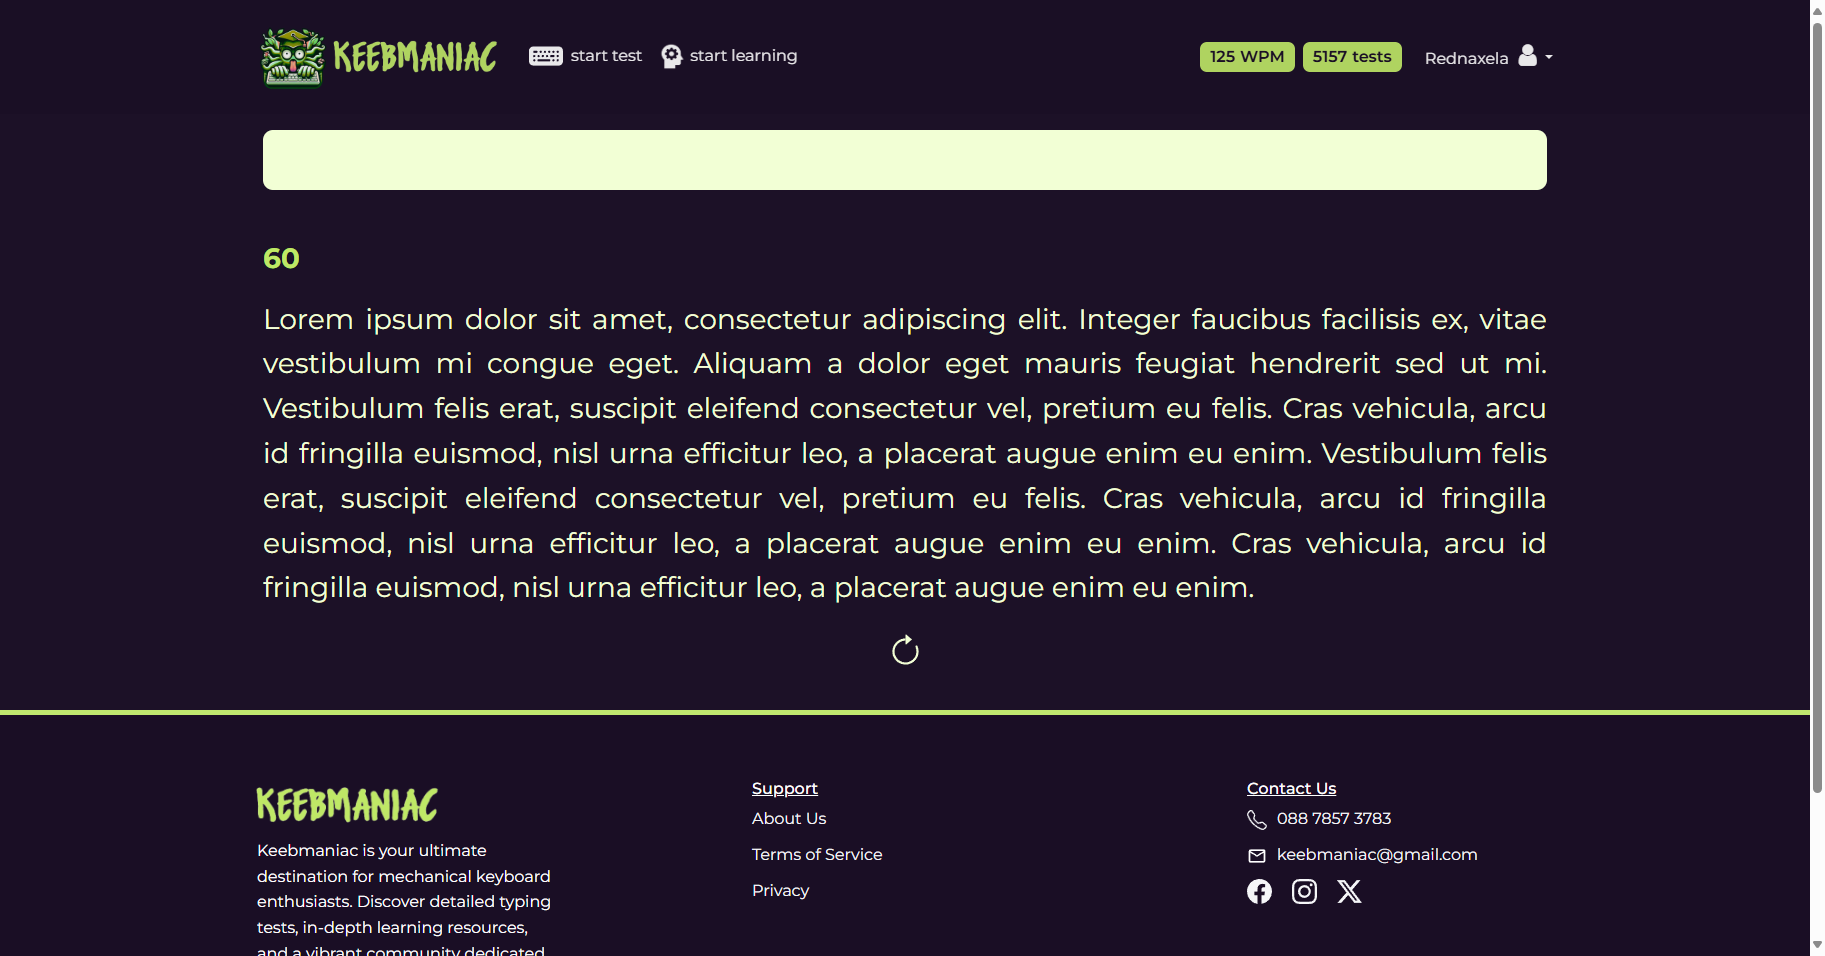 KEEBMANIAC start test start learning 125 WPM 5157 tests Rednaxela
60
Lorem ipsum dolor sit amet, consectetur adipiscing elit. Integer faucibus facilisis ex, vitae
vestibulum mi congue eget. Aliquam a dolor eget mauris feugiat hendrerit sed ut mi.
Vestibulum felis erat, suscipit eleifend consectetur vel, pretium eu felis. Cras vehicula, arcu
id fringilla euismod, nisl urna efficitur leo, a placerat augue enim eu enim. Vestibulum felis
erat, suscipit eleifend consectetur vel, pretium eu felis. Cras vehicula, arcu id fringilla
euismod, nisl urna efficitur leo, a placerat augue enim eu enim. Cras vehicula, arcu id
fringilla euismod, nisl urna efficitur leo, a placerat augue enim eu enim.
KEEBMANIAC
Keebmaniac is your ultimate
destination for mechanical keyboard
enthusiasts. Discover detailed typing
tests, in-depth learning resources,
and a vibrant community dedicated
Support
About Us
Terms of Service
Privacy
Contact Us
088 7857 3783
keebmaniac@gmail.com